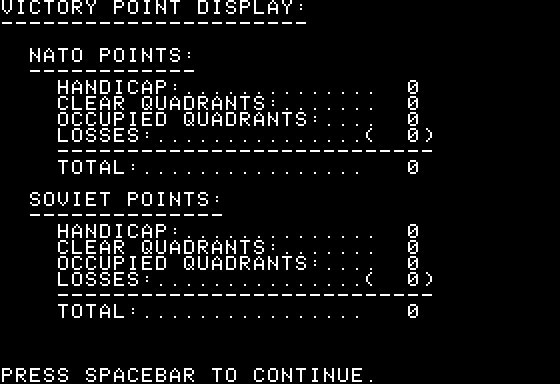 VICTORY POINT DISPLAY:
----------------------
NATO POINTS:
------------
HANDICAP:.............. 0
CLEAR QUADRANTS:....... 0
OCCUPIED QUADRANTS:.... 0
LOSSES:...............( 0)
---------------------------
TOTAL:................ 0
SOVIET POINTS:
--------------
HANDICAP:.............. 0
CLEAR QUADRANTS:....... 0
OCCUPIED QUADRANTS:.... 0
LOSSES:...............( 0)
---------------------------
TOTAL:................ 0
PRESS SPACEBAR TO CONTINUE.